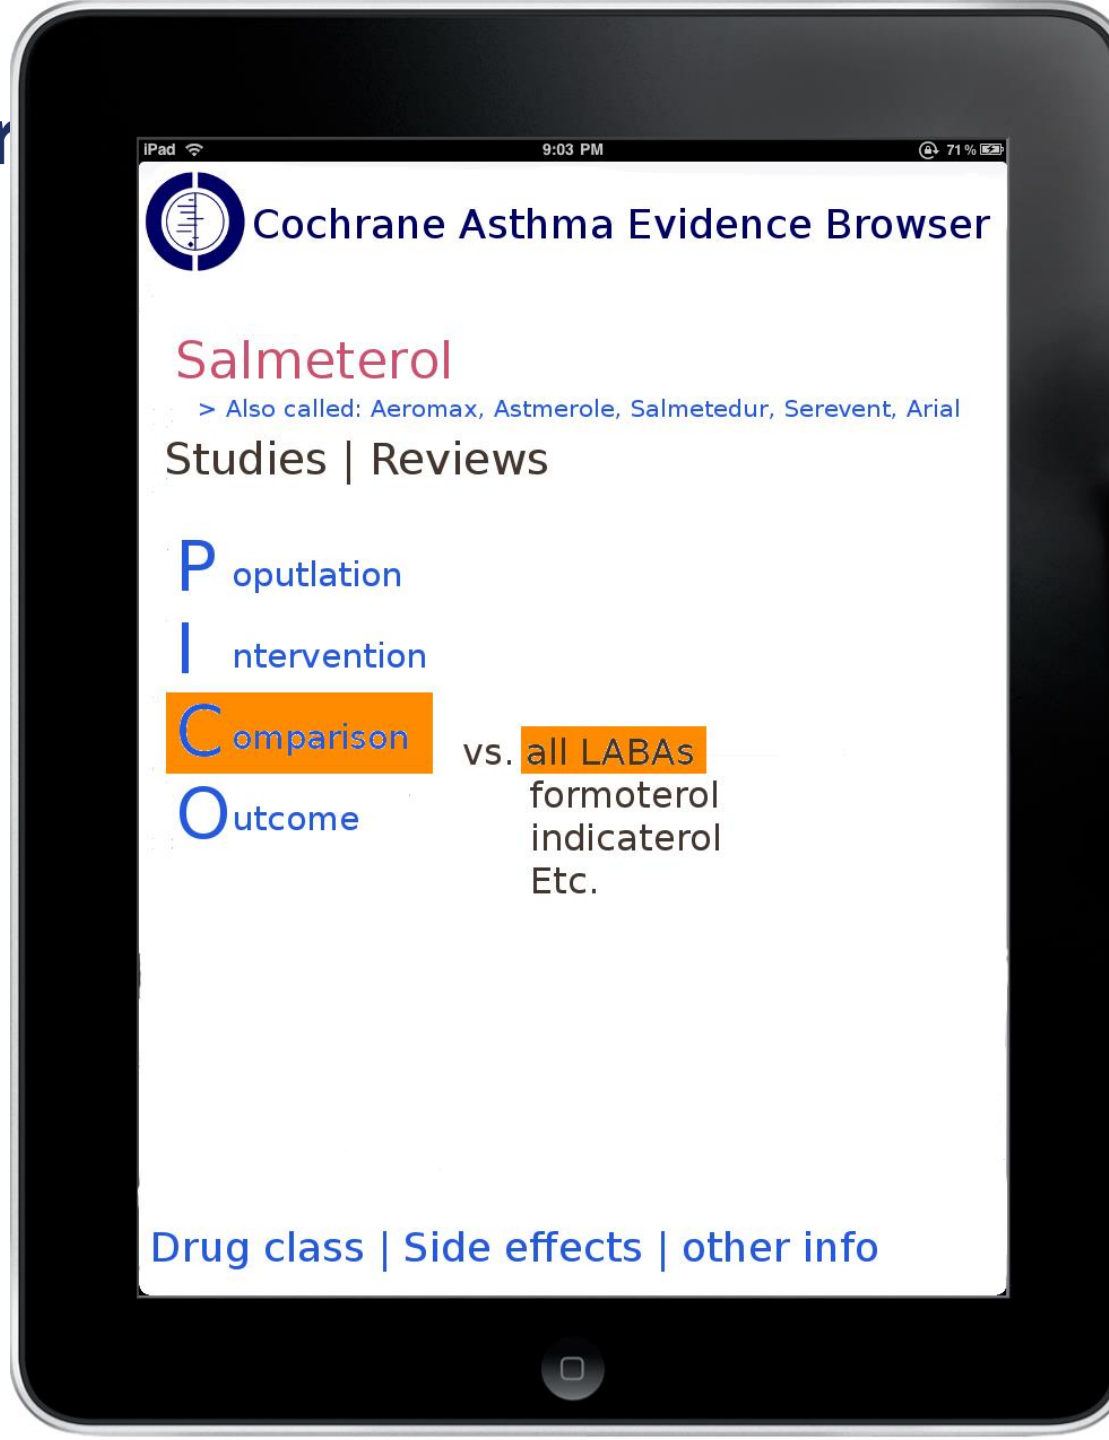 iPad 9:03 PM 71 %
Cochrane Asthma Evidence Browser
Salmeterol
> Also called: Aeromax, Astmerole, Salmetedur, Serevent, Arial
Studies | Reviews
P oputlation
I ntervention
C omparison
vs. all LABAs
formoterol
indicaterol
Etc.
O utcome
Drug class | Side effects | other info